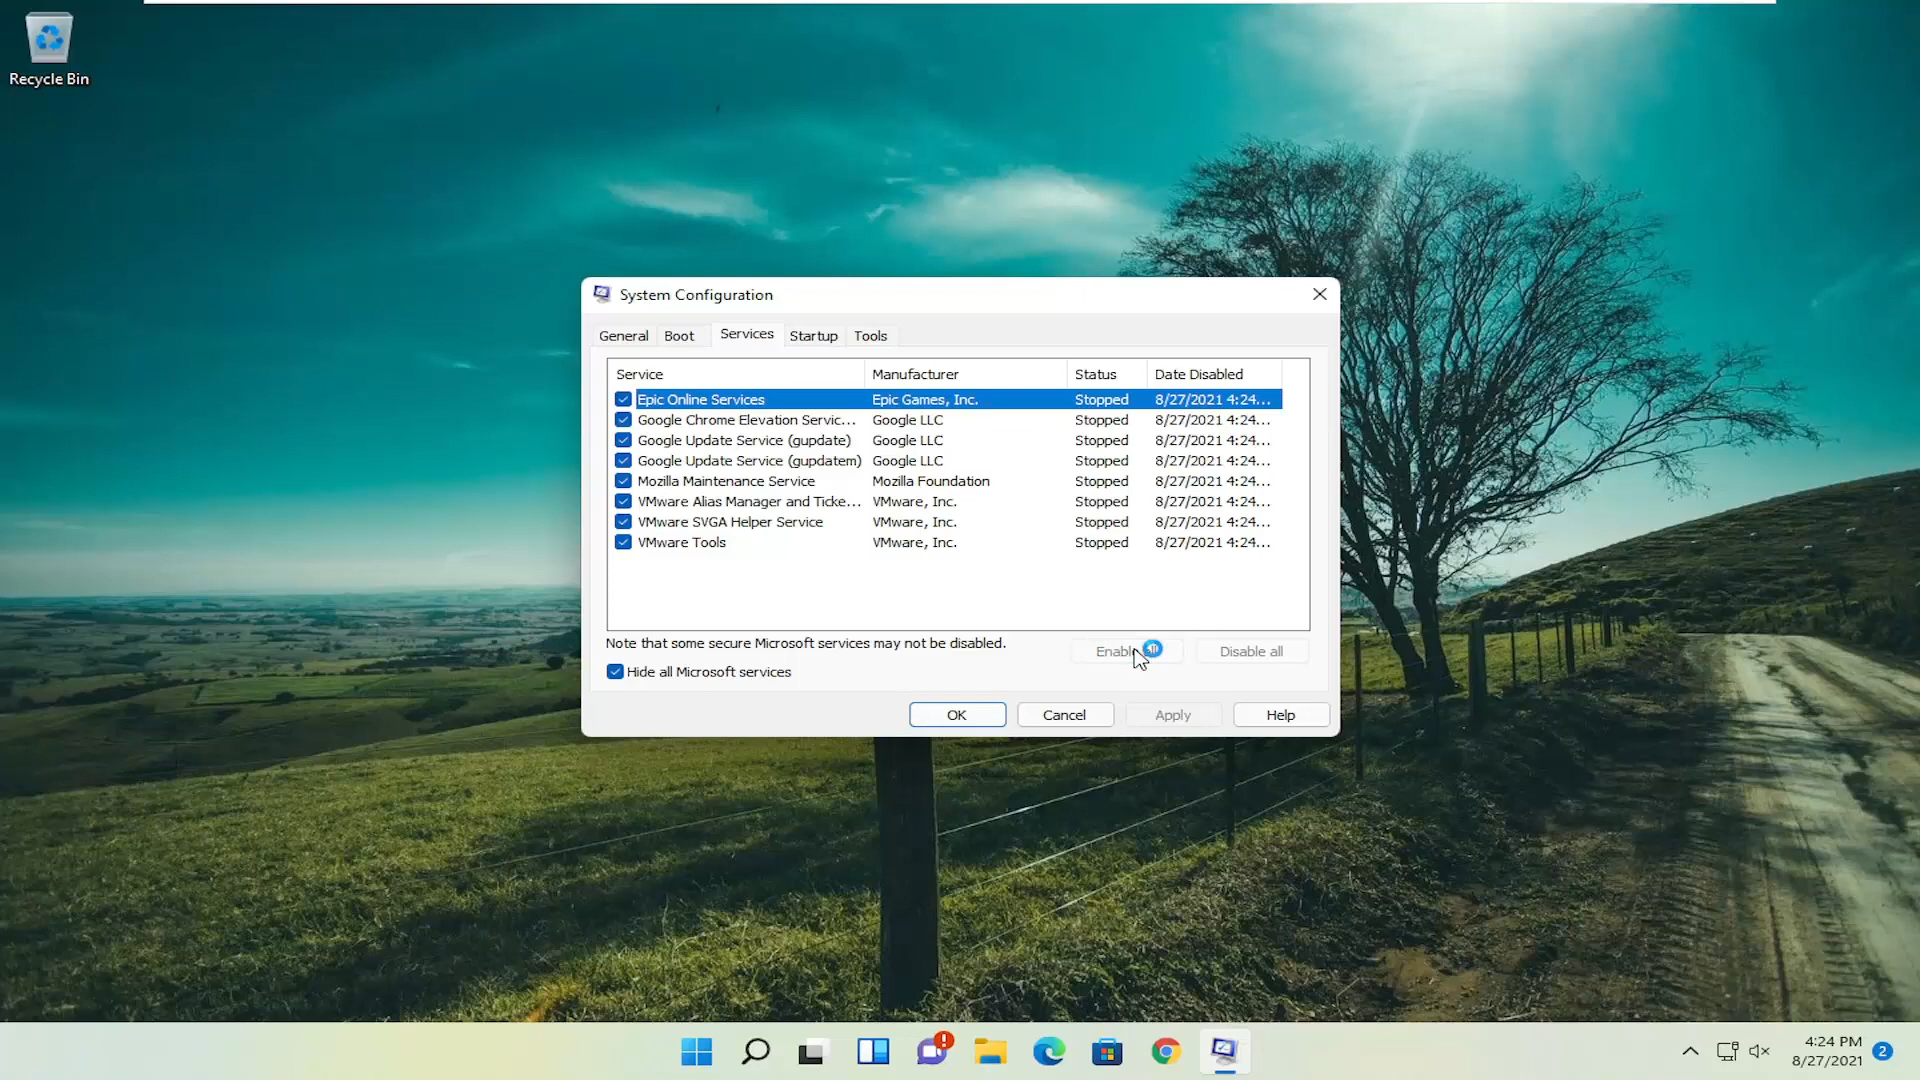 Recycle Bin
System Configuration
General Boot Services Startup Tools
Service Manufacturer Status Date Disabled
Epic Online Services Epic Games, Inc. Stopped 8/27/2021 4:24...
Google Chrome Elevation Servic... Google LLC Stopped 8/27/2021 4:24...
Google Update Service (gupdate) Google LLC Stopped 8/27/2021 4:24...
Google Update Service (gupdatem) Google LLC Stopped 8/27/2021 4:24...
Mozilla Maintenance Service Mozilla Foundation Stopped 8/27/2021 4:24...
VMware Alias Manager and Ticke... VMware, Inc. Stopped 8/27/2021 4:24...
VMware SVGA Helper Service VMware, Inc. Stopped 8/27/2021 4:24...
VMware Tools VMware, Inc. Stopped 8/27/2021 4:24...
Note that some secure Microsoft services may not be disabled.
Disable all
Hide all Microsoft services
OK Cancel Apply Help
4:24 PM
8/27/2021 2